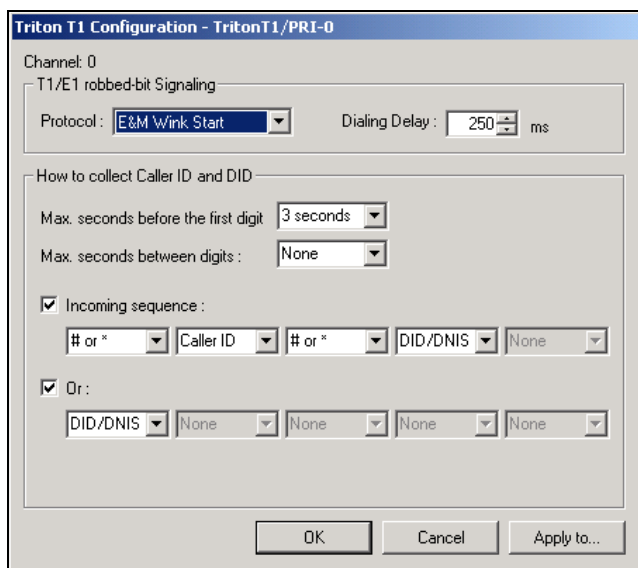 Triton T1 Configuration - TritonT1/PRI-0
Channel: 0
T1/E1 robbed-bit Signaling
Protocol : E&M Wink Start Dialing Delay : 250 ms
How to collect Caller ID and DID
Max. seconds before the first digit 3 seconds
Max. seconds between digits : None
Incoming sequence :
# or * Caller ID # or * DID/DNIS None
Or :
DID/DNIS None None None None
OK Cancel Apply to...